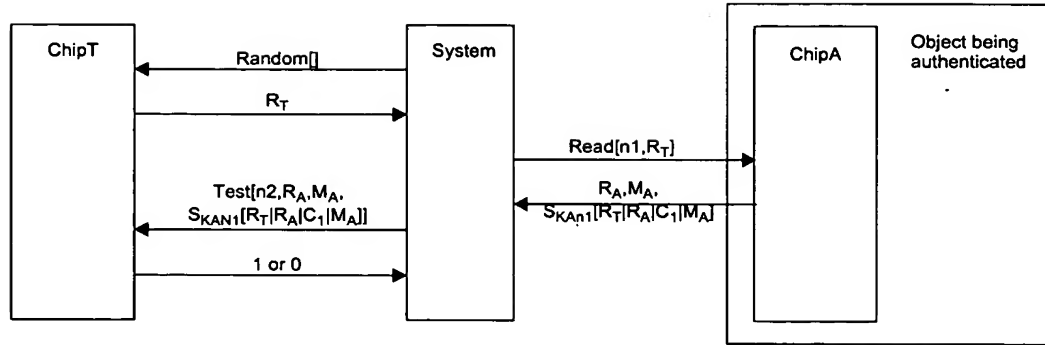 ChipT
System
ChipA
Object being
authenticated
Random[]
R_T
Read[n1,R_T]
Test[n2,R_A,M_A,
S_KAN1[R_T|R_A|C_1|M_A]]
R_A,M_A,
S_KAn1[R_T|R_A|C_1|M_A]
1 or 0